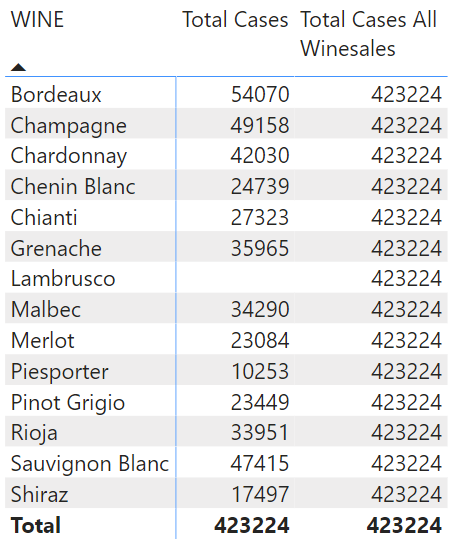 WINE Total Cases Total Cases All
Winesales
Bordeaux 54070 423224
Champagne 49158 423224
Chardonnay 42030 423224
Chenin Blanc 24739 423224
Chianti 27323 423224
Grenache 35965 423224
Lambrusco 423224
Malbec 34290 423224
Merlot 23084 423224
Piesporter 10253 423224
Pinot Grigio 23449 423224
Rioja 33951 423224
Sauvignon Blanc 47415 423224
Shiraz 17497 423224
Total 423224 423224